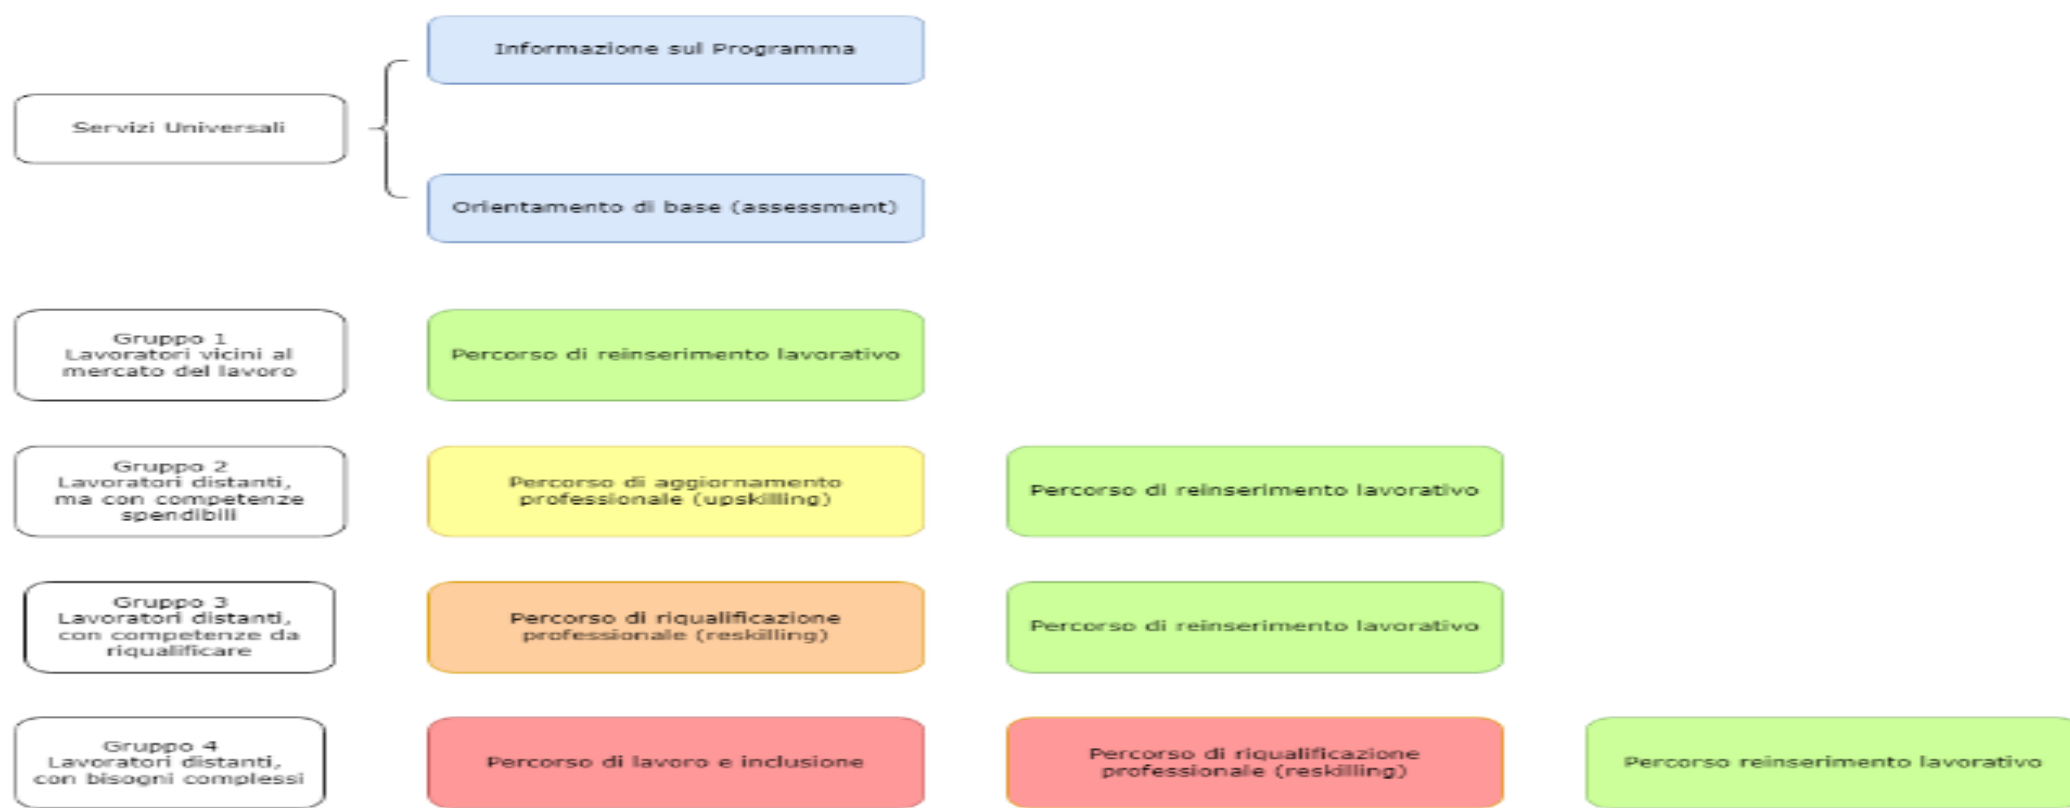 Informazione sul Programma
Servizi Universali
Orientamento di base (assessment)
Gruppo 1
Lavoratori vicini al
mercato del lavoro
Percorso di reinserimento lavorativo
Gruppo 2
Lavoratori distanti,
ma con competenze
spendibili
Percorso di aggiornamento
professionale (upskilling)
Percorso di reinserimento lavorativo
Gruppo 3
Lavoratori distanti,
con competenze da
riqualificare
Percorso di riqualificazione
professionale (reskilling)
Percorso di reinserimento lavorativo
Gruppo 4
Lavoratori distanti,
con bisogni complessi
Percorso di lavoro e inclusione
Percorso di riqualificazione
professionale (reskilling)
Percorso reinserimento lavorativo